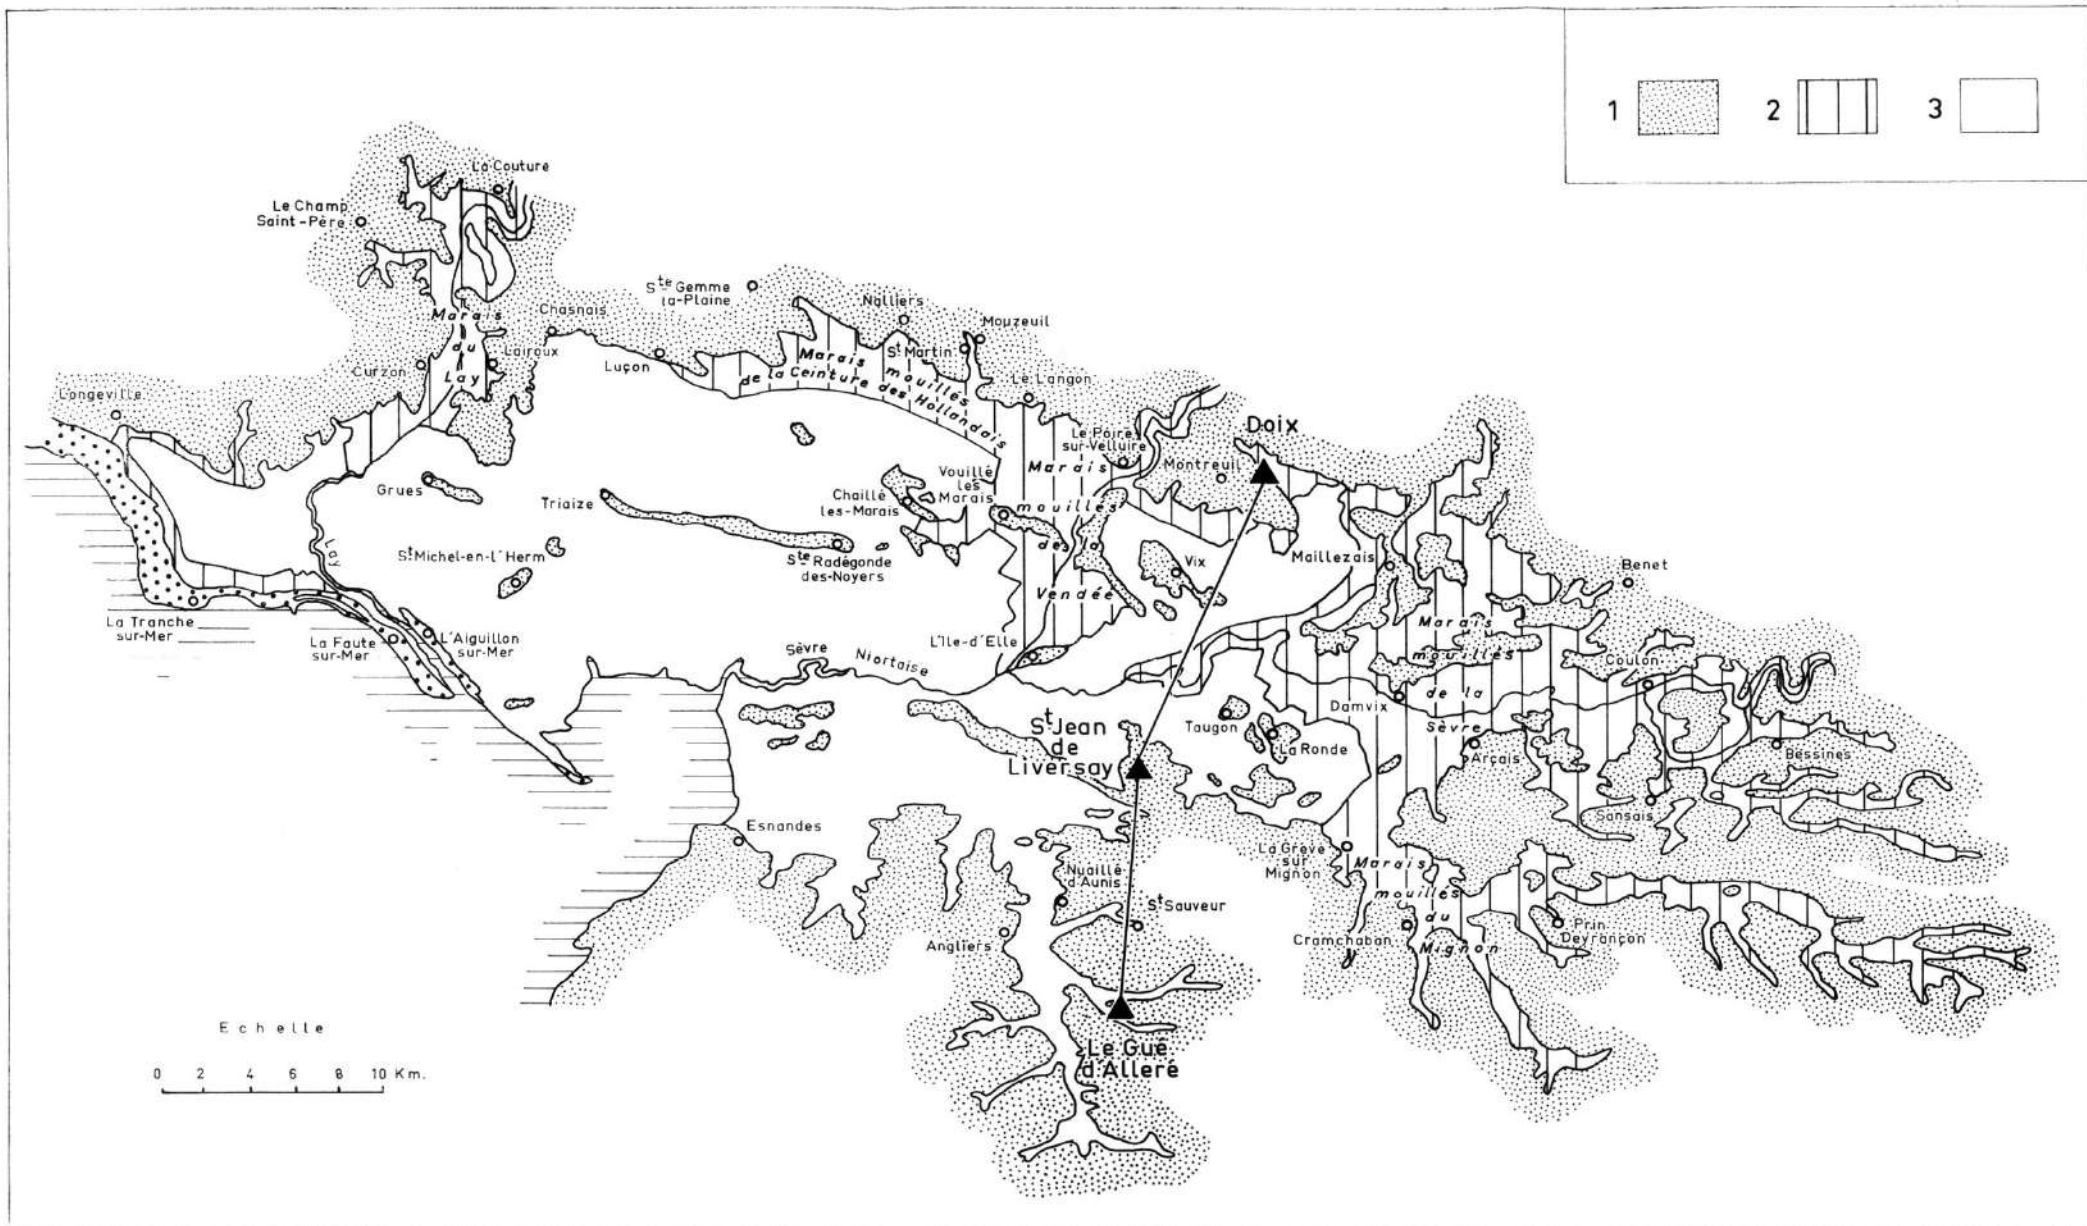 1
2
3
La Couture
Le Champ
Saint-Père
Ste Gemme
la-Plaine
Nalliers
Mouzeuil
Chasnais
Marais
du
Lay
Lairoux
Curzon
Luçon
St Martin
Marais
mouillés
de la Ceinture des Hollandais
Le Langon
Longeville
Doix
Le Poiré
sur-Velluire
Montreuil
Marais
mouillés
de la
Vendée
Vouillé
les
Marais
Chaillé
les-Marais
Grues
Triaize
Lay
St Michel-en-l'Herm
Ste Radégonde
des-Noyers
Vix
Maillezais
Benet
La Tranche
sur-Mer
La Faute
sur-Mer
L'Aiguillon
sur-Mer
Sèvre Niortaise
L'Ile-d'Elle
Marais
mouillés
de la
Sèvre
Coulon
Damvix
St Jean
de
Liversay
Taugon
La Ronde
Arçais
Bessines
Sansais
Esnandes
La Grève
sur
Mignon
Marais
mouillés
du
Mignon
Nuaillé
d'Aunis
St Sauveur
Angliers
Cramchaban
Prin
Deyrançon
Le Gué
d'Alleré
Echelle
0 2 4 6 8 10 Km.